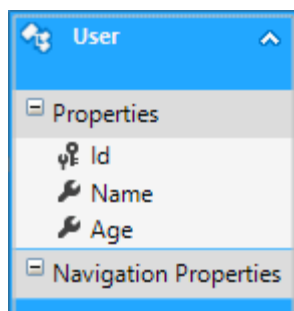 User
Properties
Id
Name
Age
Navigation Properties